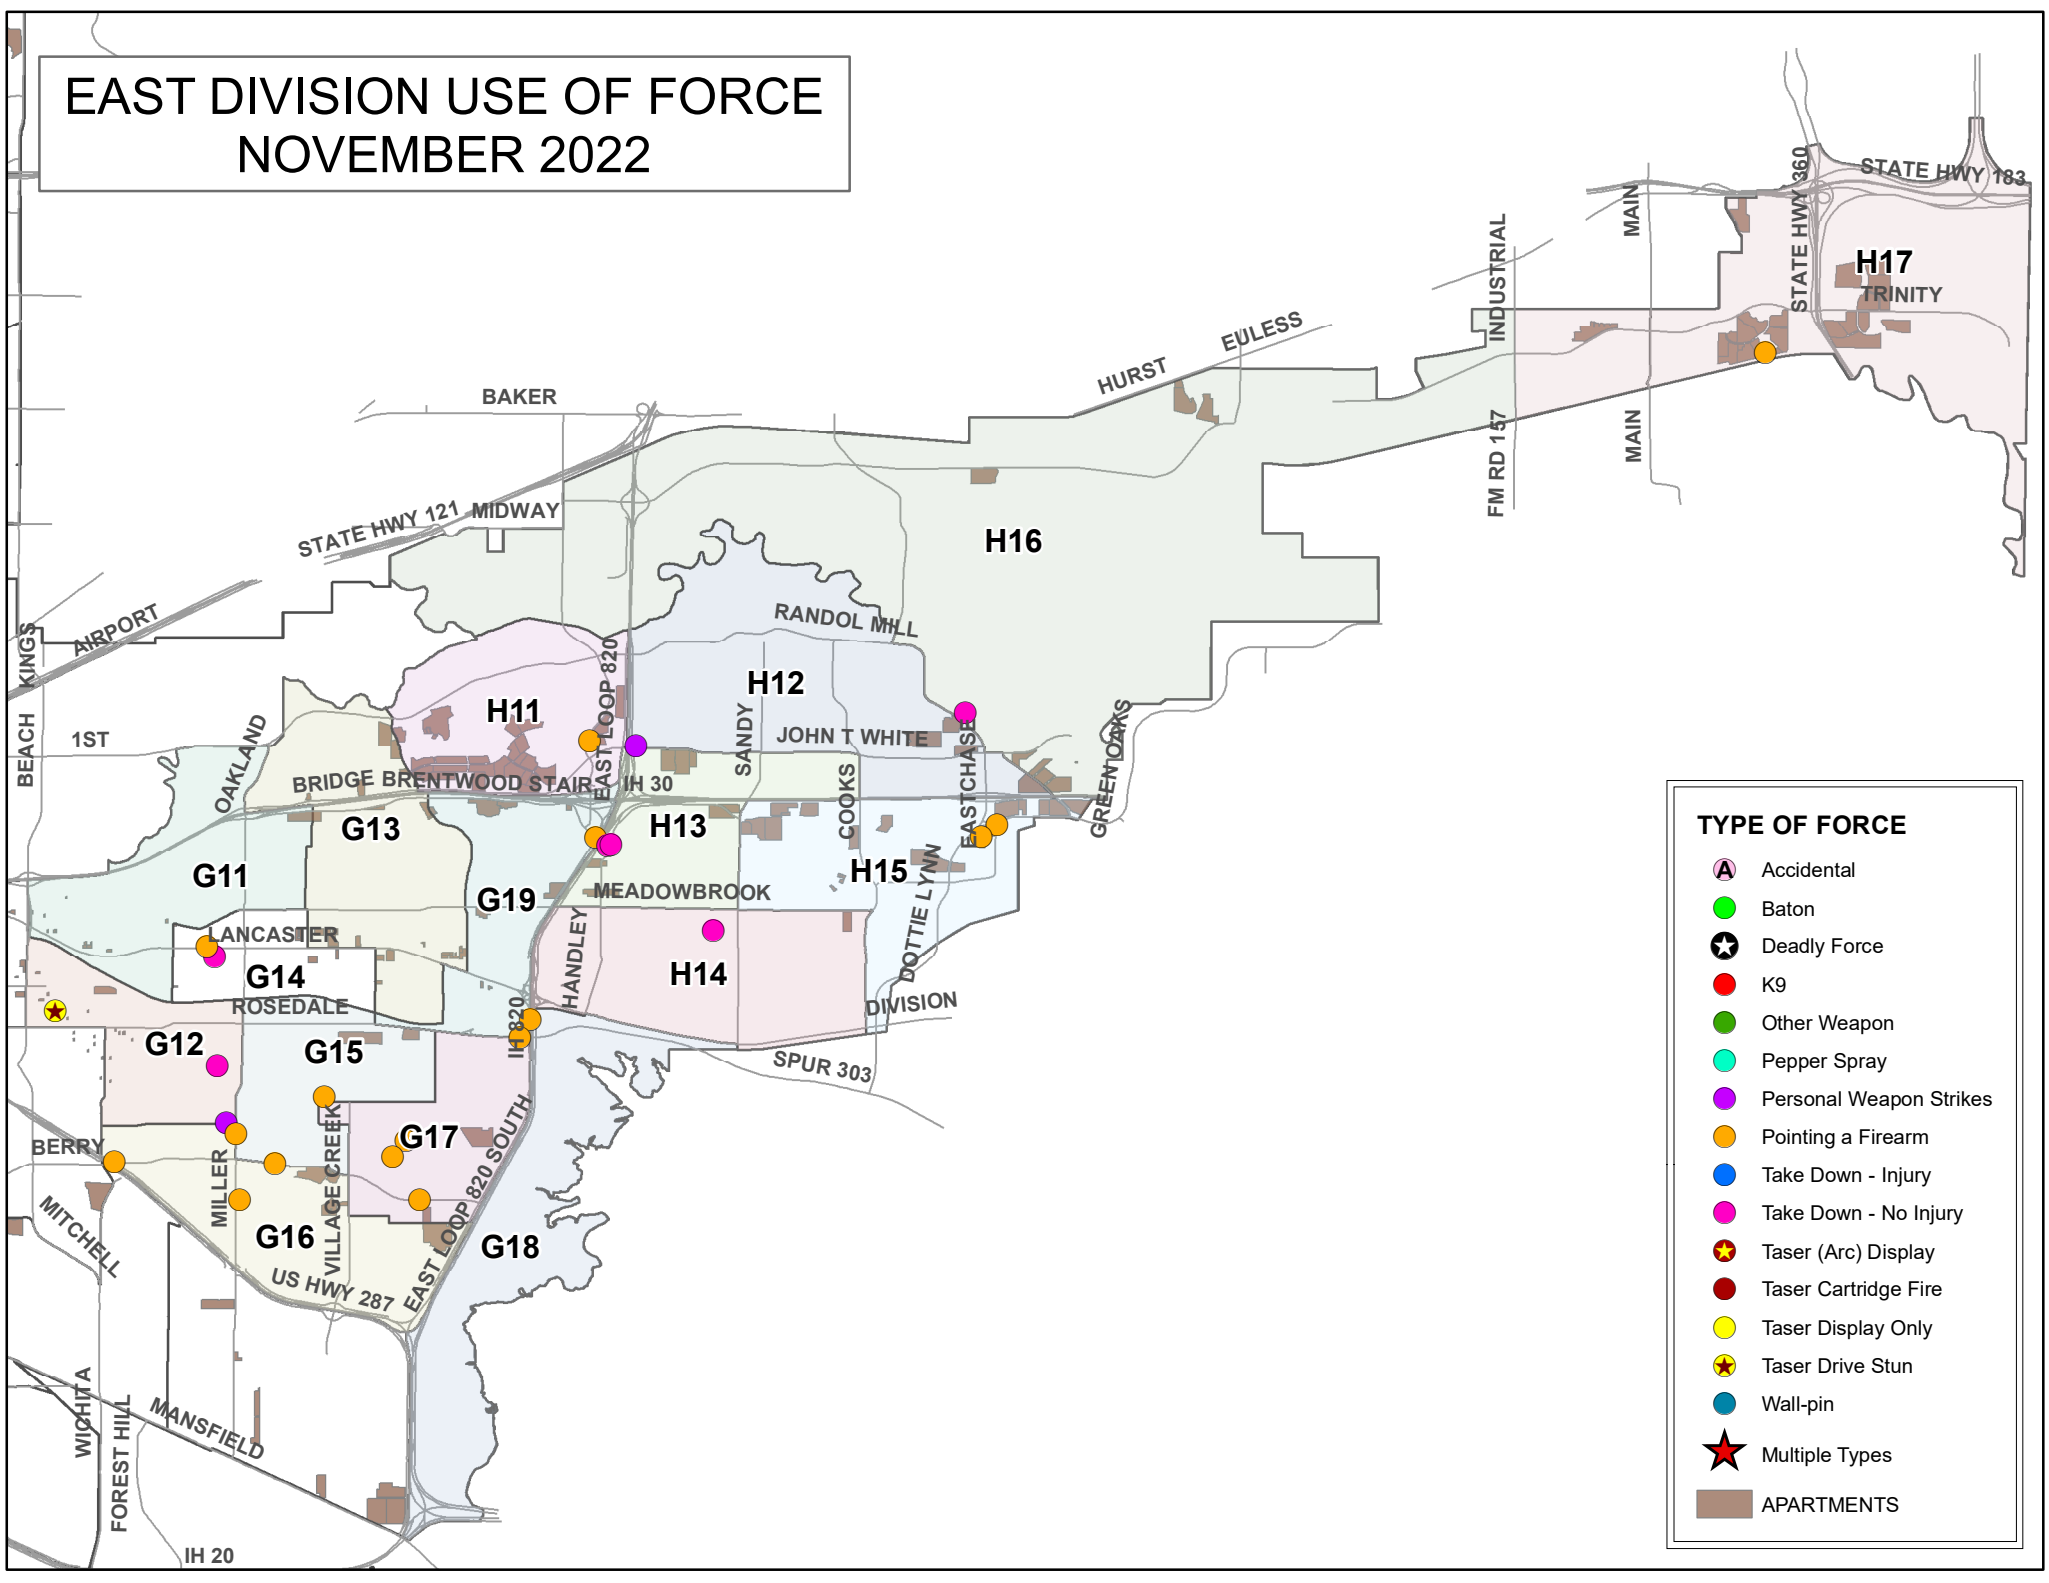 EAST DIVISION USE OF FORCE
NOVEMBER 2022
STATE HWY 183
STATE HWY 360
MAIN
H17
TRINITY
INDUSTRIAL
EULESS
HURST
BAKER
FM RD 157
MAIN
STATE HWY 121
MIDWAY
H16
AIRPORT
KINGS
RANDOL MILL
EAST LOOP 820
H12
H11
SANDY
JOHN T WHITE
EASTCHASE
GREEN OAKS
BEACH
1ST
OAKLAND
BRIDGE
BRENTWOOD STAIR
IH 30
COOKS
G13
H13
G11
H15
MEADOWBROOK
G19
DOTTIE LYNN
LANCASTER
HANDLEY
H14
G14
ROSEDALE
DIVISION
IH 820
G12
G15
SPUR 303
BERRY
G17
MILLER
VILLAGE CREEK
EAST LOOP 820 SOUTH
MITCHELL
G16
G18
US HWY 287
WICHITA
FOREST HILL
MANSFIELD
IH 20
TYPE OF FORCE
A
Accidental
Baton
Deadly Force
K9
Other Weapon
Pepper Spray
Personal Weapon Strikes
Pointing a Firearm
Take Down - Injury
Take Down - No Injury
Taser (Arc) Display
Taser Cartridge Fire
Taser Display Only
Taser Drive Stun
Wall-pin
Multiple Types
APARTMENTS